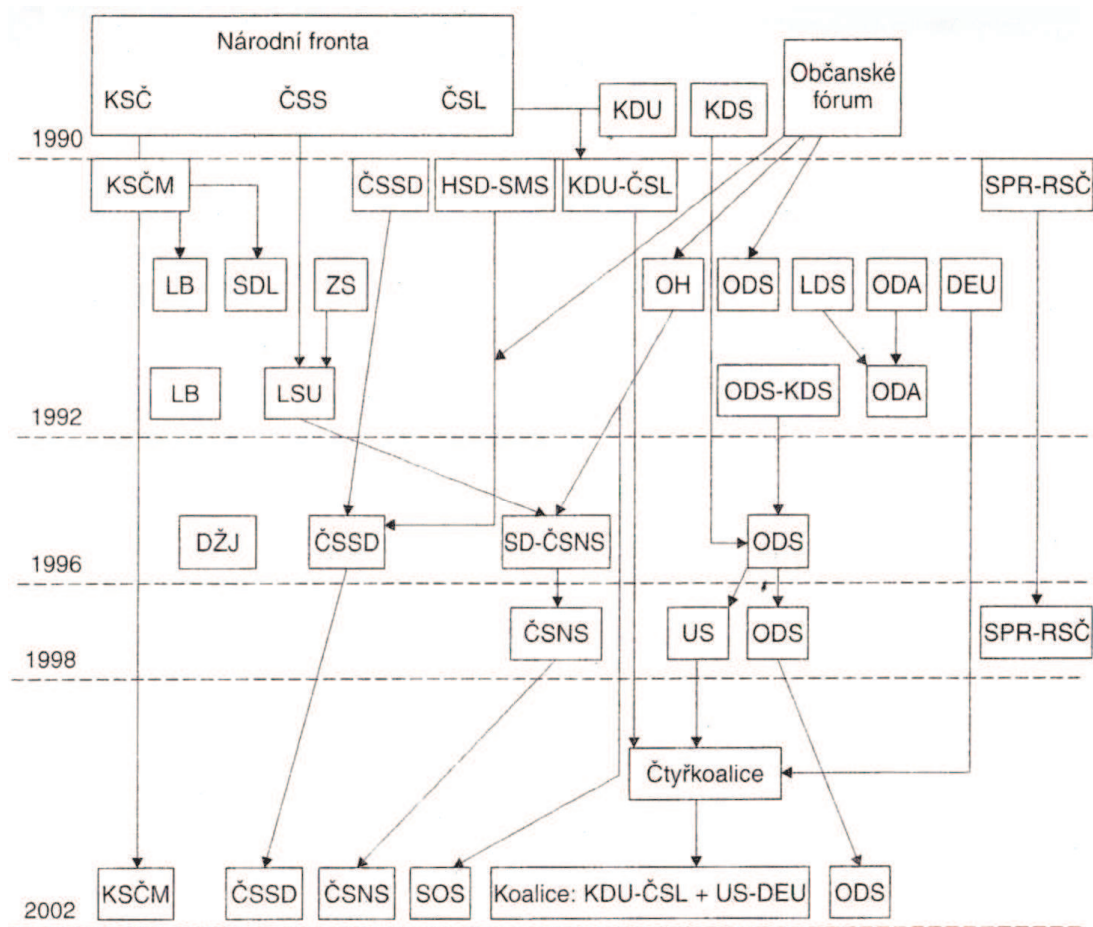 Národní fronta
KSČ ČSS ČSL
KDU KDS
Občanské
fórum
1990
KSČM ČSSD HSD-SMS KDU-ČSL SPR-RSČ
LB SDL ZS OH ODS LDS ODA DEU
LB LSU ODS-KDS ODA
1992
DŽJ ČSSD SD-ČSNS ODS
1996
ČSNS US ODS SPR-RSČ
1998
Čtyřkoalice
KSČM ČSSD ČSNS SOS Koalice: KDU-ČSL + US-DEU ODS
2002